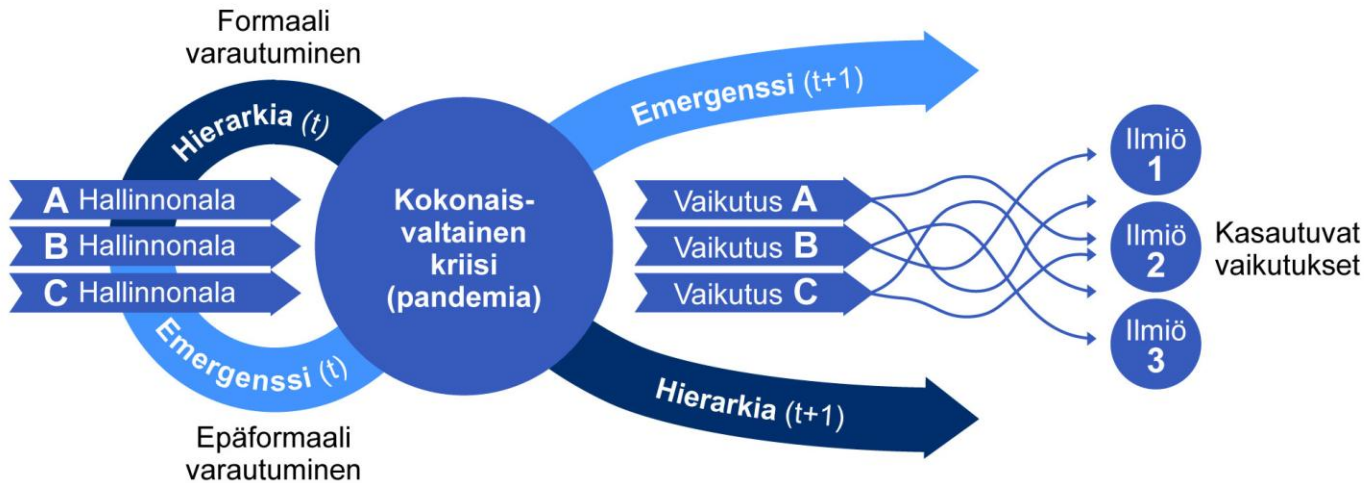 Formaali
varautuminen
Hierarkia (t)
A Hallinnonala
B Hallinnonala
C Hallinnonala
Emergenssi (t)
Epäformaali
varautuminen
Kokonais-
valtainen
kriisi
(pandemia)
Emergenssi (t+1)
Vaikutus A
Vaikutus B
Vaikutus C
Hierarkia (t+1)
Ilmiö
1
Ilmiö
2
Ilmiö
3
Kasautuvat
vaikutukset